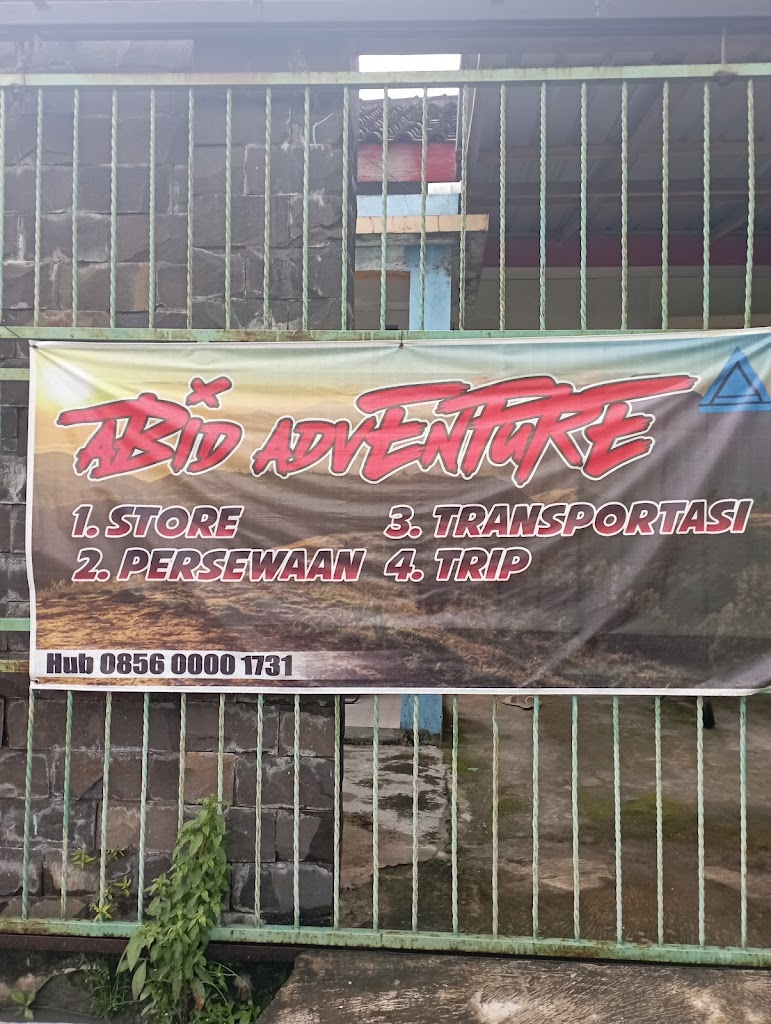 ABID ADVENTURE
1. STORE
2. PERSEWAAN
3. TRANSPORTASI
4. TRIP
Hub 0856 0000 1731